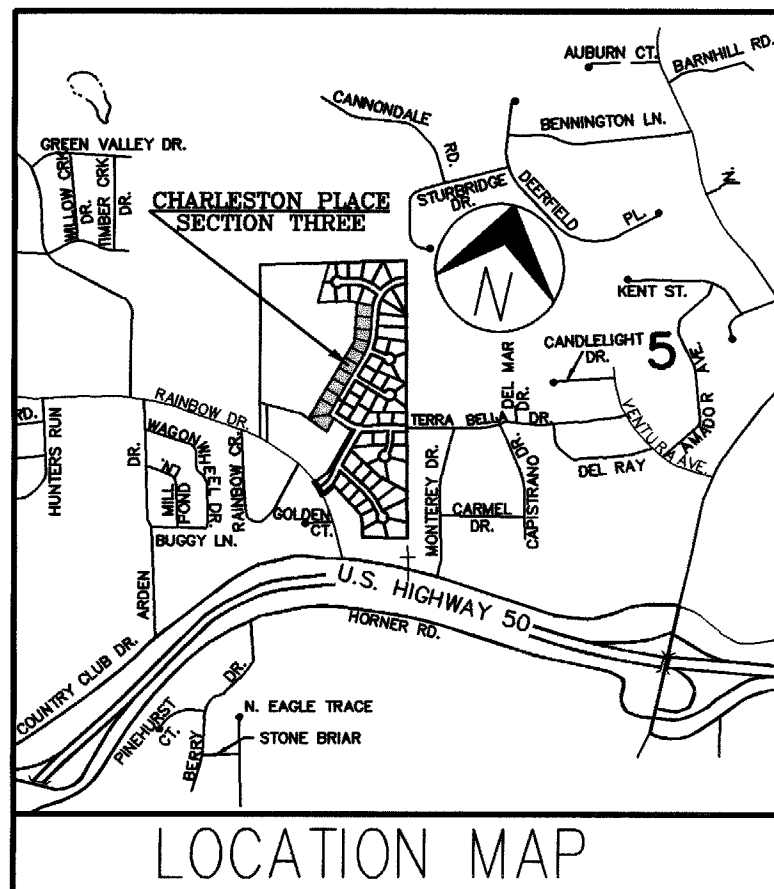 AUBURN CT.
BARNHILL RD.
CANNONDALE
RD.
BENNINGTON LN.
GREEN VALLEY DR.
WILLOW CRK
DR.
TIMBER CRK
DR.
CHARLESTON PLACE
SECTION THREE
STURBRIDGE
DR.
DEERFIELD
PL.
N.
N
KENT ST.
CANDLELIGHT
DR.
5
DEL MAR
DR.
AMADOR AVE.
VENTURA AVE.
RAINBOW DR.
TERRA BELLA DR.
RD.
HUNTERS RUN
DR.
WAGON
WHEEL DR.
MILL
POND
LN.
RAINBOW CR.
DEL RAY
MONTEREY DR.
CAPISTRANO
DR.
CARMEL
DR.
GOLDEN
CT.
BUGGY LN.
ARDEN
U.S. HIGHWAY 50
HORNER RD.
COUNTRY CLUB DR.
PINEHURST
CT.
BERRY
DR.
N. EAGLE TRACE
STONE BRIAR
LOCATION MAP